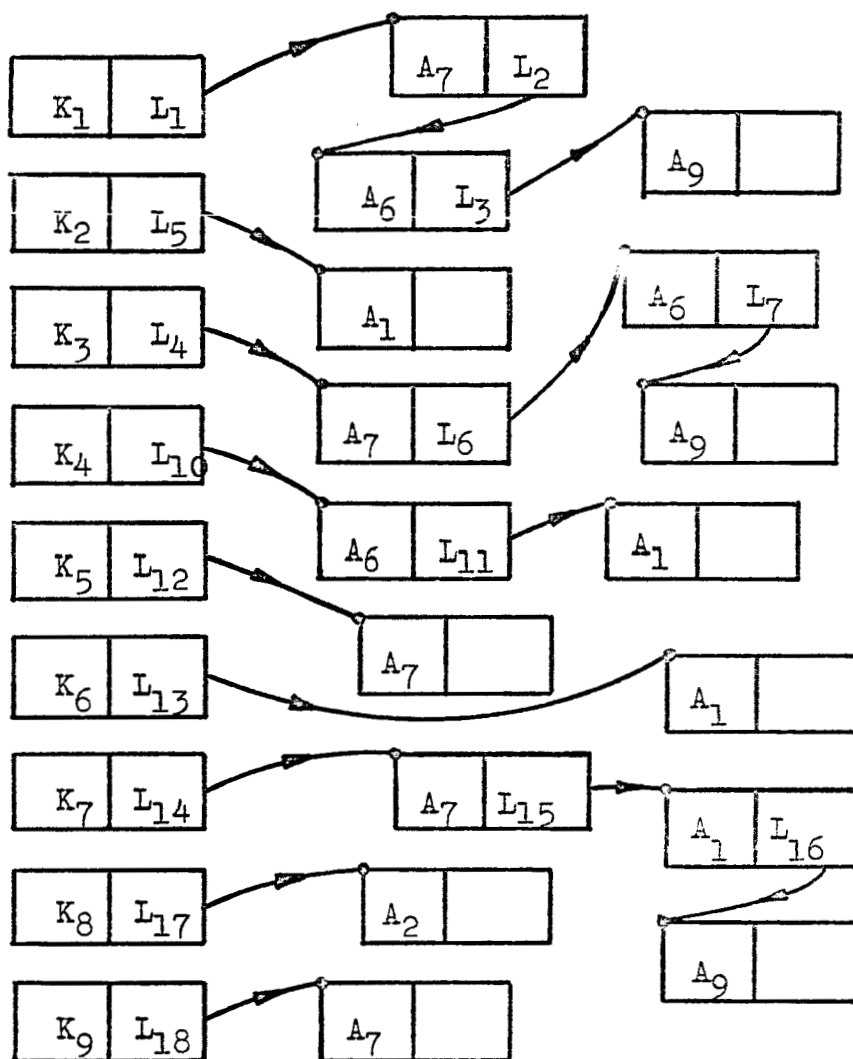 K₁ L₁ A₇ L₂
A₆ L₃ A₉
K₂ L₅ A₁ A₆ L₇
K₃ L₄ A₇ L₆ A₉
K₄ L₁₀ A₆ L₁₁ A₁
K₅ L₁₂ A₇
K₆ L₁₃ A₁
K₇ L₁₄ A₇ L₁₅ A₁ L₁₆
K₈ L₁₇ A₂ A₉
K₉ L₁₈ A₇